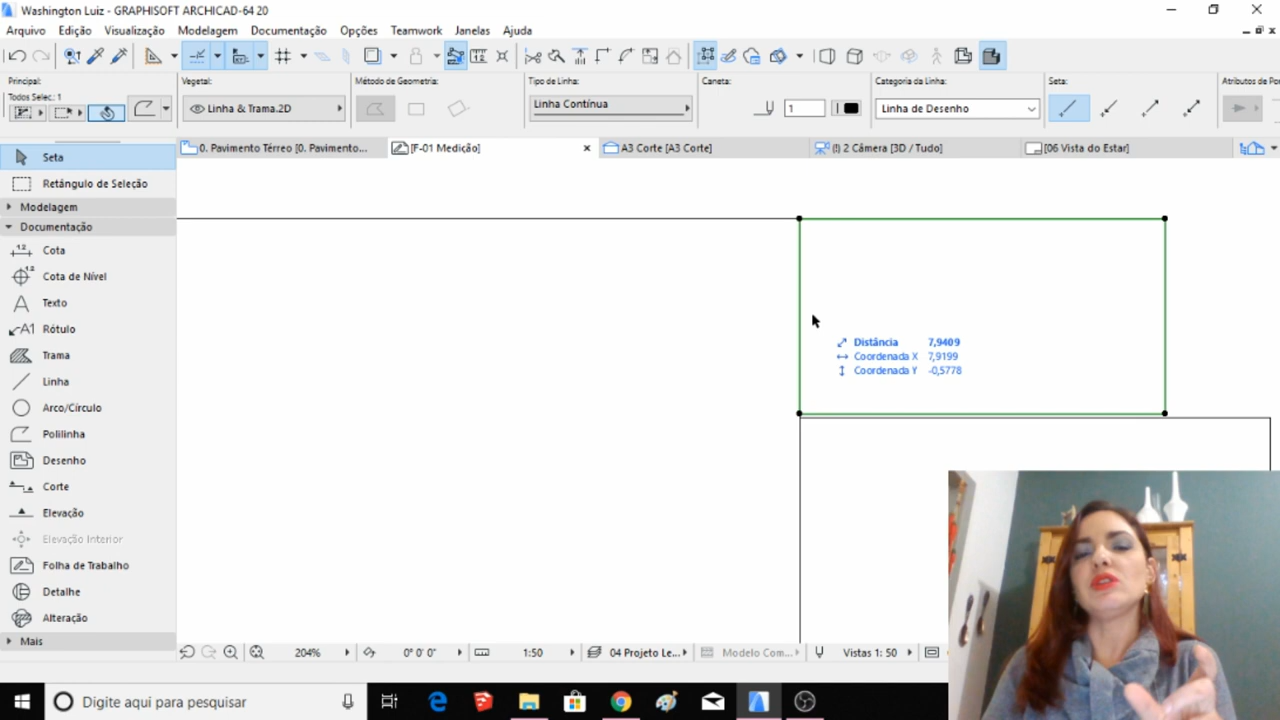 Washington Luiz - GRAPHISOFT ARCHICAD-64 20
Arquivo Edição Visualização Modelagem Documentação Opções Teamwork Janelas Ajuda
Principal: Vegetal: Método de Geometria: Tipo de Linha: Caneta: Categoria da Linha: Seta: Atributos de Po
Todos Selec.: 1
Linha & Trama.2D
Linha Contínua
1
Linha de Desenho
0. Pavimento Térreo [0. Pavimento...
[F-01 Medição]
A3 Corte [A3 Corte]
(!) 2 Câmera [3D / Tudo]
[06 Vista do Estar]
Seta
Retângulo de Seleção
Modelagem
Documentação
Cota
Cota de Nível
Texto
Rótulo
Trama
Linha
Arco/Círculo
Polilinha
Desenho
Corte
Elevação
Elevação Interior
Folha de Trabalho
Detalhe
Alteração
Mais
Distância 7,9409
Coordenada X 7,9199
Coordenada Y -0,5778
204% 0° 0' 0" 1:50 04 Projeto Le... Modelo Com... Vistas 1: 50
Digite aqui para pesquisar